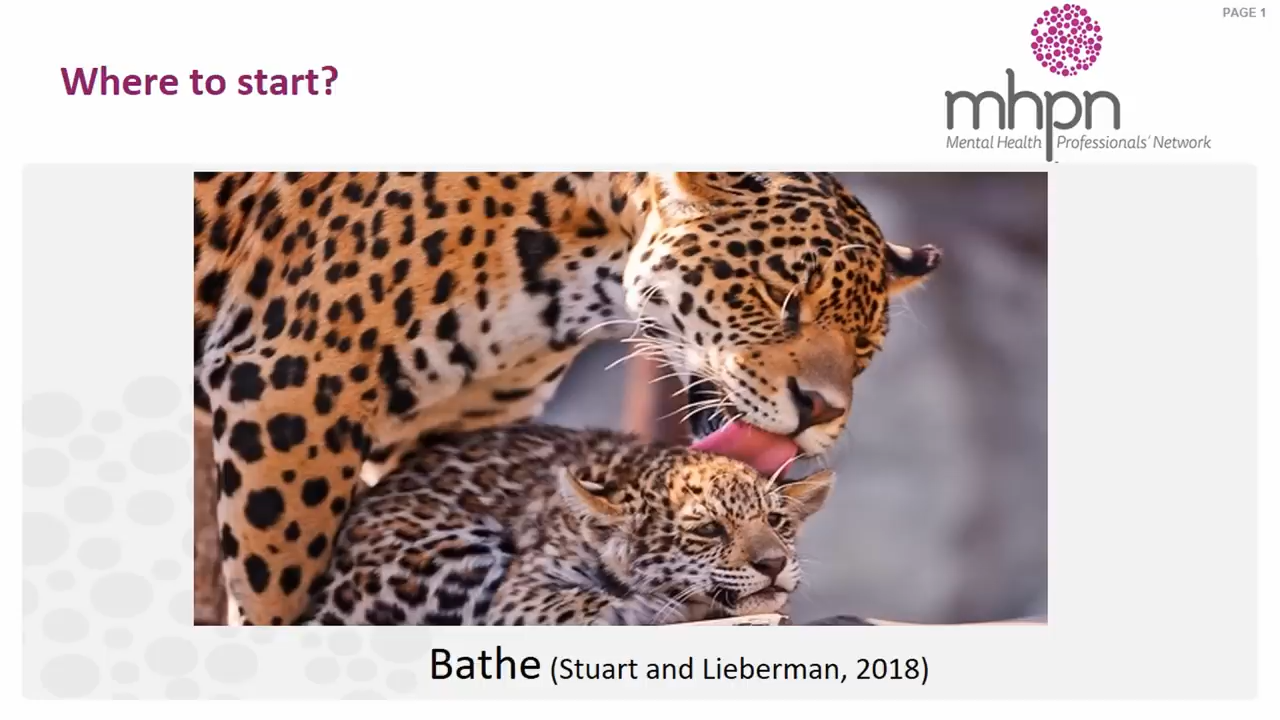 PAGE 1
Where to start?
mhpn
Mental Health Professionals' Network
Bathe (Stuart and Lieberman, 2018)